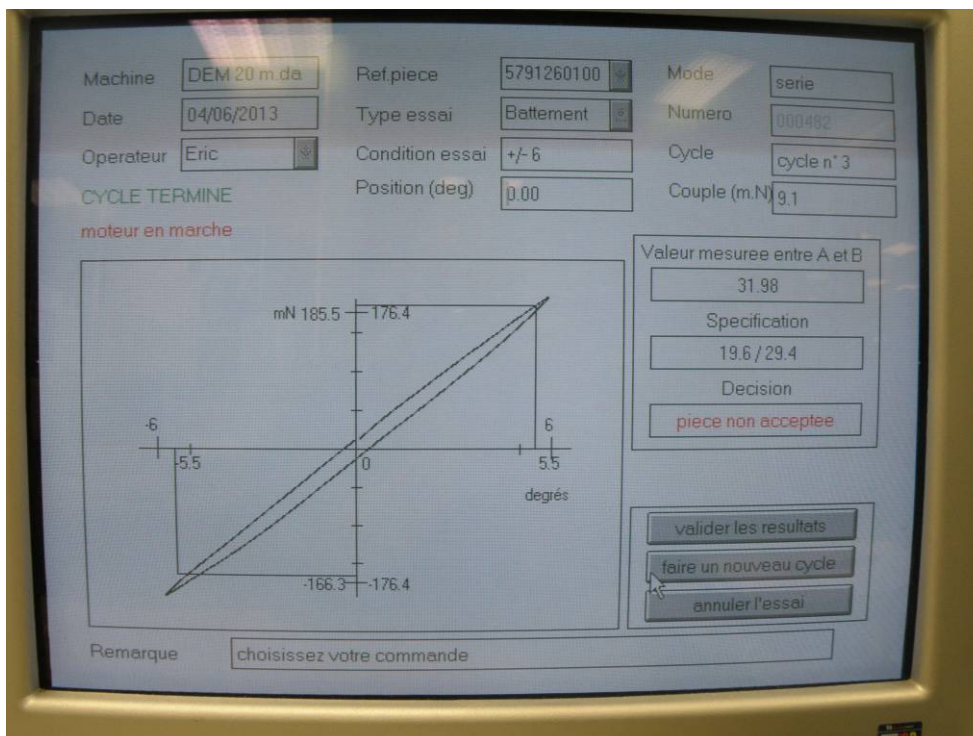 Machine DEM 20 m.da Ref.piece 5791260100 Mode serie
Date 04/06/2013 Type essai Battement Numero 000482
Operateur Eric Condition essai +/- 6 Cycle cycle n° 3
CYCLE TERMINE Position (deg) 0.00 Couple (m.N) 9.1
moteur en marche
Valeur mesuree entre A et B
31.98
Specification
19.6 / 29.4
Decision
piece non acceptee
mN 185.5 176.4
-6 6
-5.5 0 5.5
degrés
-166.3 -176.4
valider les resultats
faire un nouveau cycle
annuler l'essai
Remarque choisissez votre commande